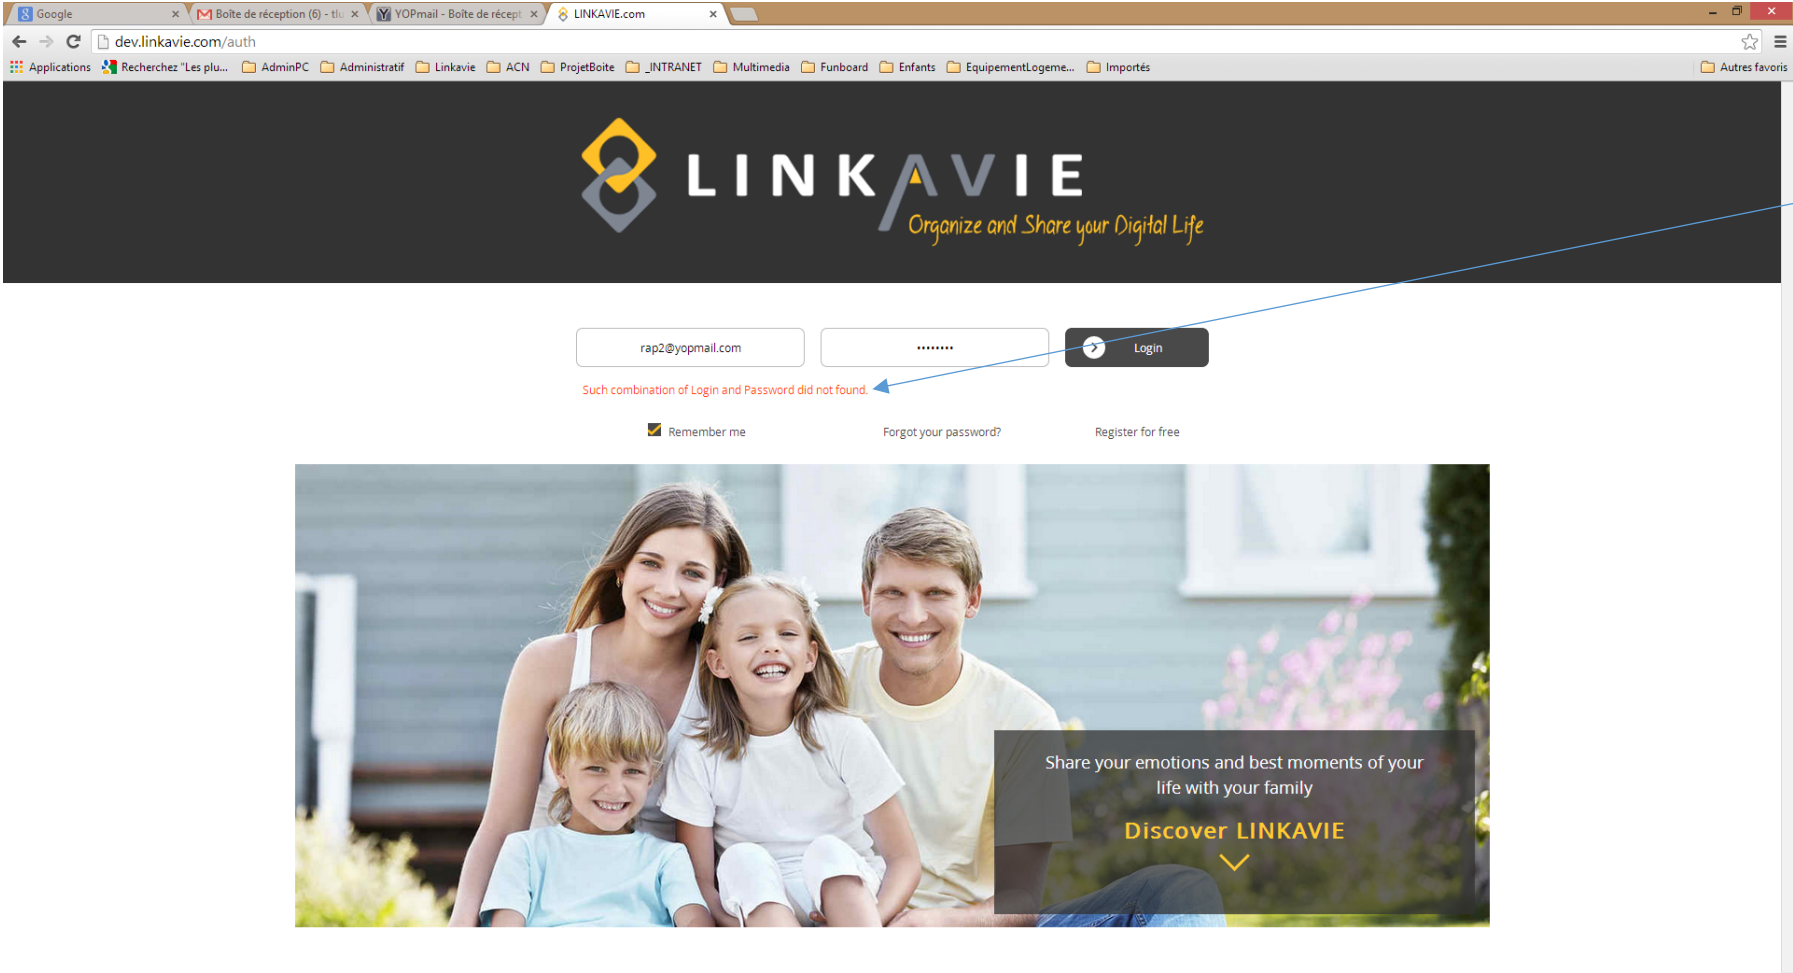 Google
Boîte de réception (6) - tlu
YOPmail - Boîte de récept
LINKAVIE.com
dev.linkavie.com/auth
Applications
Recherchez "Les plu...
AdminPC
Administratif
Linkavie
ACN
ProjetBoite
_INTRANET
Multimedia
Funboard
Enfants
EquipementLogeme...
Importés
Autres favoris
LINKAVIE
Organize and Share your Digital Life
rap2@yopmail.com
••••••••
Login
Such combination of Login and Password did not found.
Remember me
Forgot your password?
Register for free
Share your emotions and best moments of your
life with your family
Discover LINKAVIE